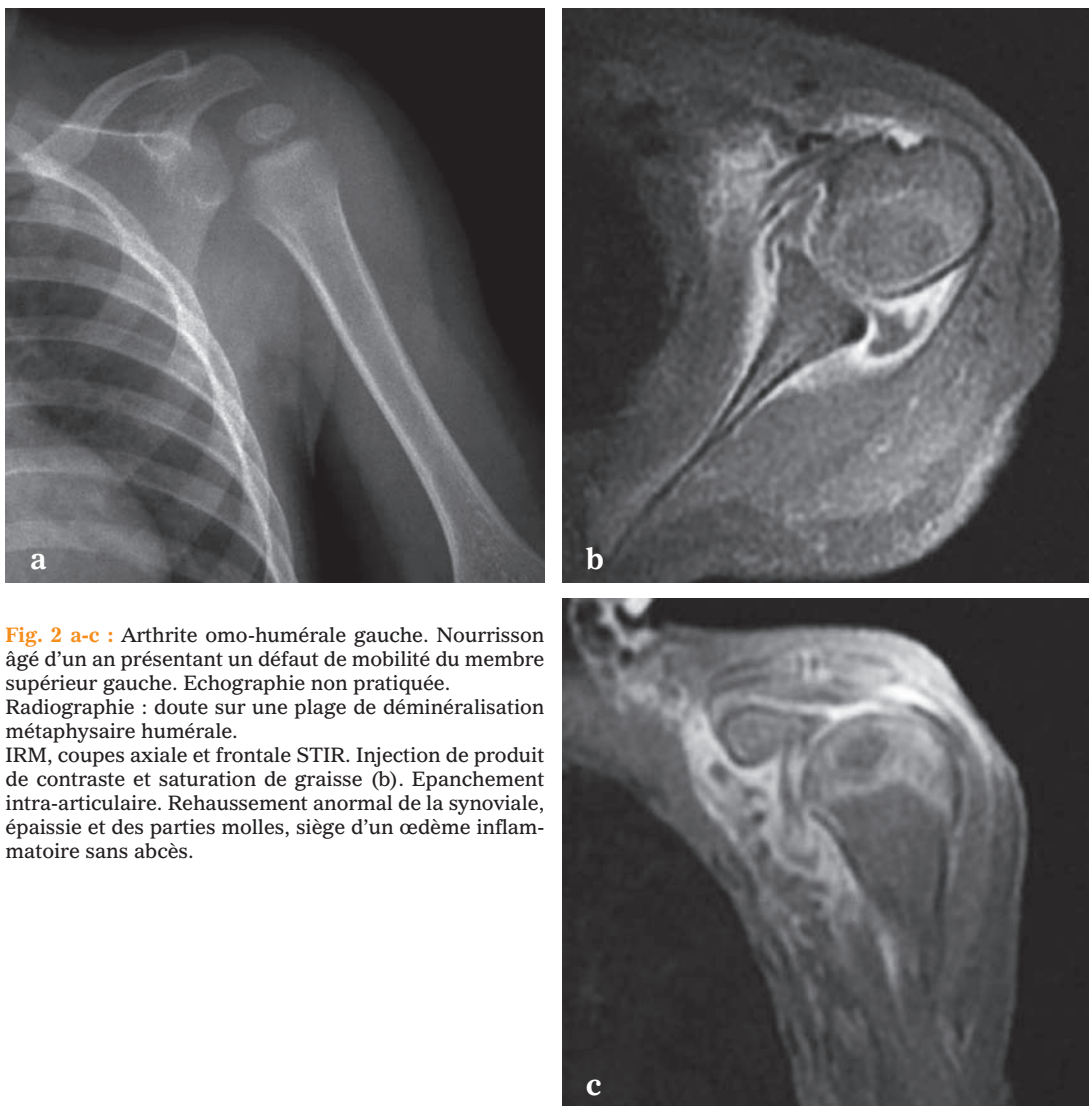 a
b
Fig. 2 a-c : Arthrite omo-humérale gauche. Nourrisson
âgé d'un an présentant un défaut de mobilité du membre
supérieur gauche. Echographie non pratiquée.
Radiographie : doute sur une plage de déminéralisation
métaphysaire humérale.
IRM, coupes axiale et frontale STIR. Injection de produit
de contraste et saturation de graisse (b). Epanchement
intra-articulaire. Rehaussement anormal de la synoviale,
épaissie et des parties molles, siège d'un œdème inflam-
matoire sans abcès.
c